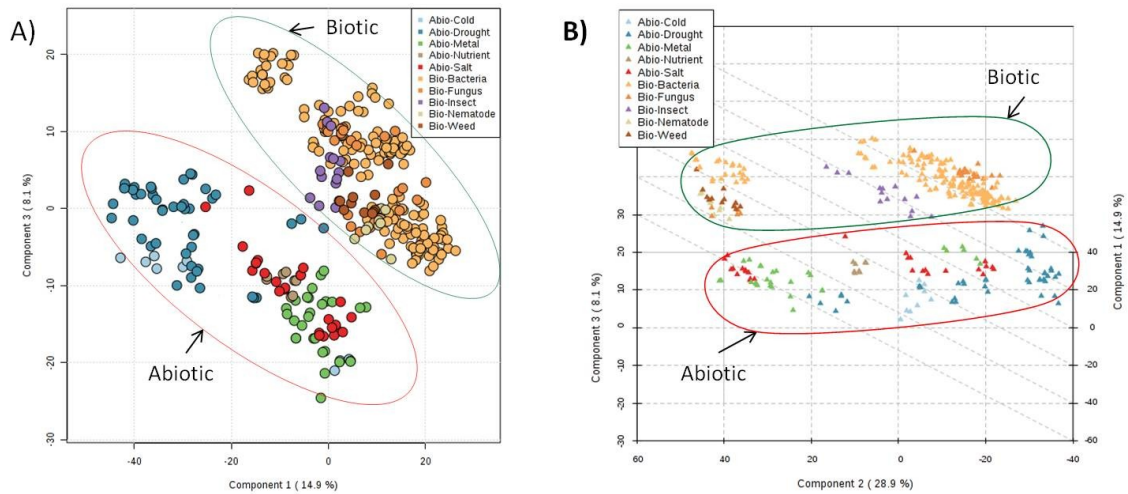 A)
Biotic
Abio-Cold
Abio-Drought
Abio-Metal
Abio-Nutrient
Abio-Salt
Bio-Bacteria
Bio-Fungus
Bio-Insect
Bio-Nematode
Bio-Weed
20
10
0
-10
-20
-30
Component 3 ( 8.1 %)
Abiotic
-40
-20
0
20
Component 1 ( 14.9 %)
B)
Abio-Cold
Abio-Drought
Abio-Metal
Abio-Nutrient
Abio-Salt
Bio-Bacteria
Bio-Fungus
Bio-Insect
Bio-Nematode
Bio-Weed
Biotic
30
20
10
0
-10
-20
-30
Component 3 ( 8.1 %)
Abiotic
40
20
0
-20
-40
-60
Component 1 ( 14.9 %)
60
40
20
0
-20
-40
Component 2 ( 28.9 %)